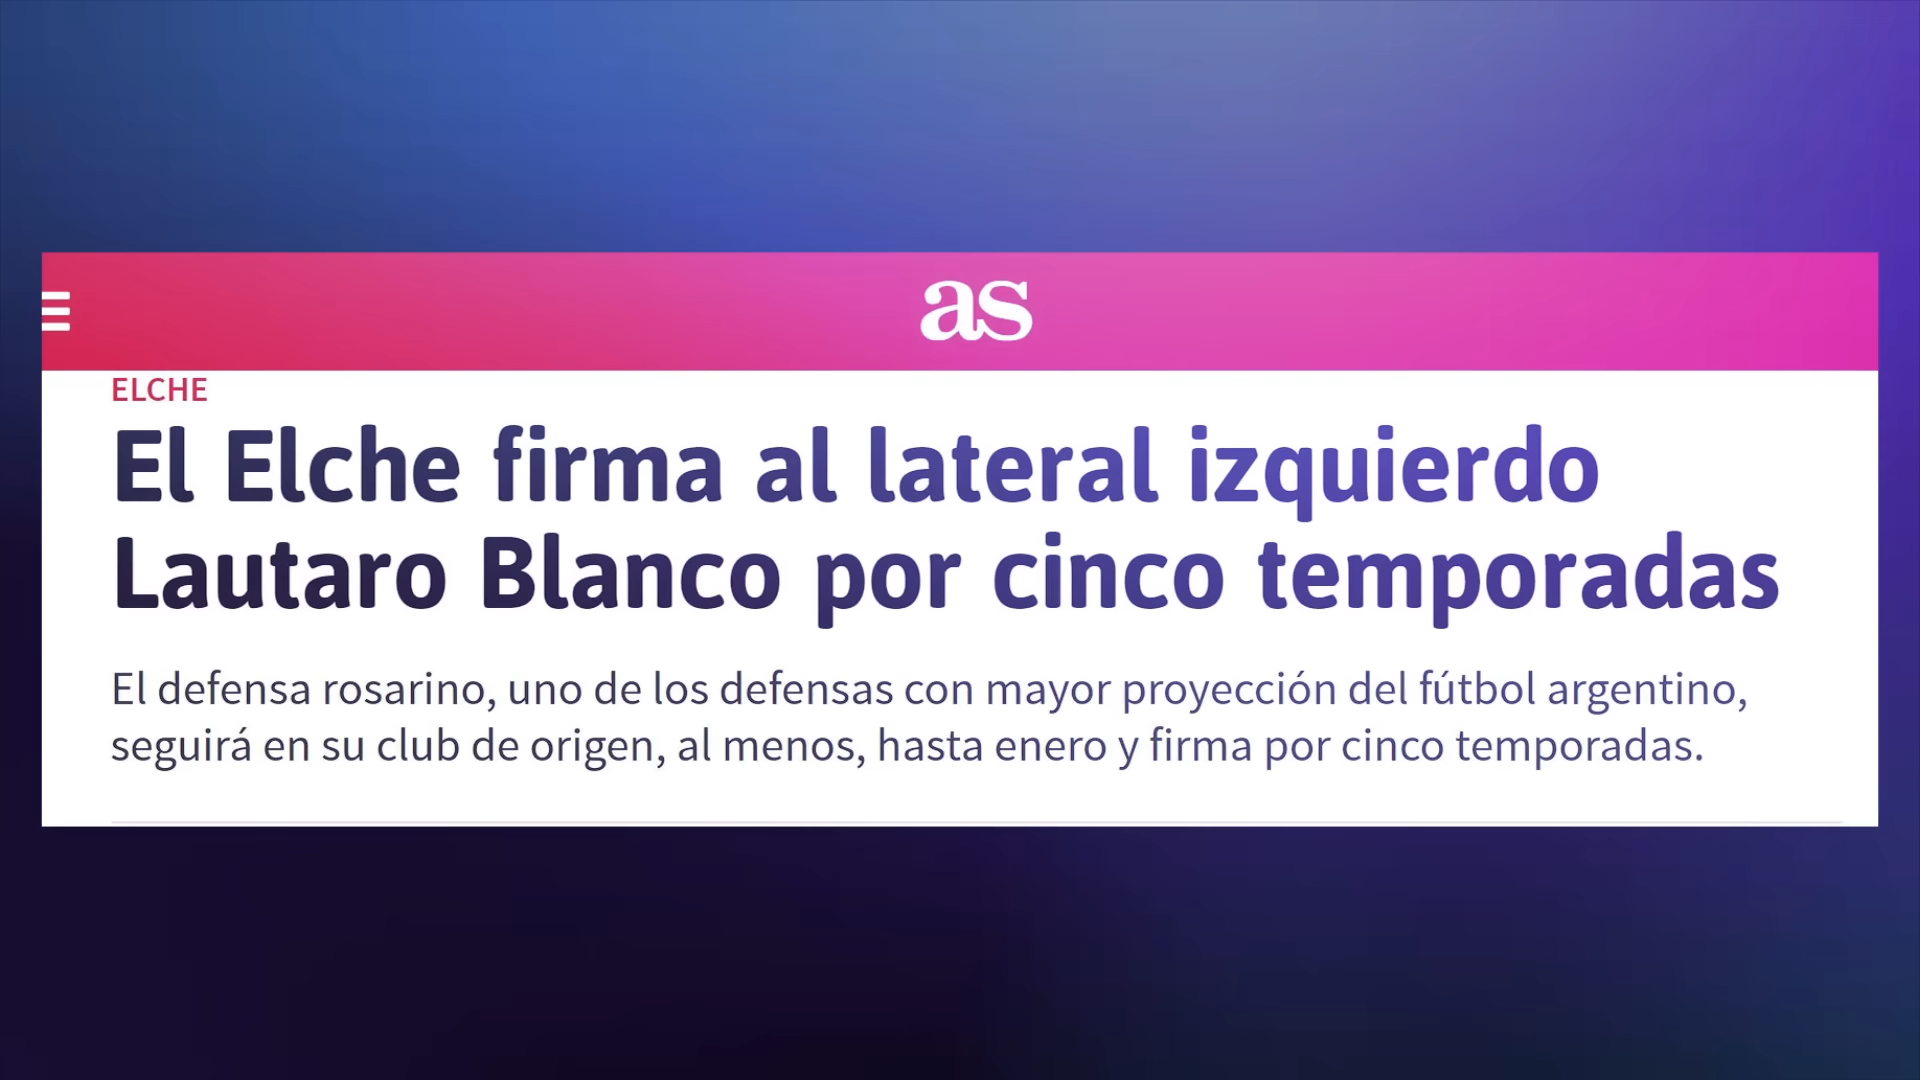 as
ELCHE
El Elche firma al lateral izquierdo
Lautaro Blanco por cinco temporadas
El defensa rosarino, uno de los defensas con mayor proyección del fútbol argentino,
seguirá en su club de origen, al menos, hasta enero y firma por cinco temporadas.